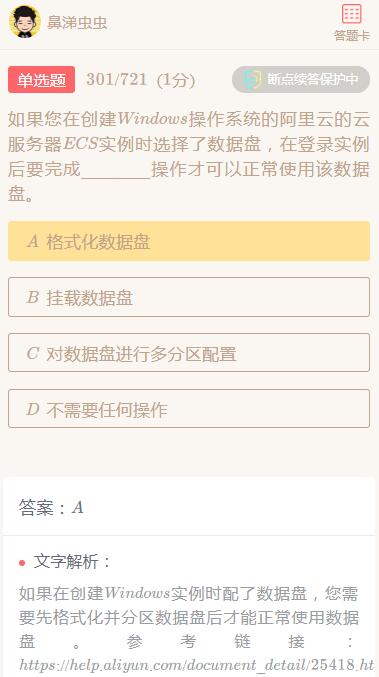 鼻涕虫虫
答题卡
单选题 301/721 (1分) 断点续答保护中
如果您在创建Windows操作系统的阿里云的云
服务器ECS实例时选择了数据盘，在登录实例
后要完成_______操作才可以正常使用该数据
盘。
A 格式化数据盘
B 挂载数据盘
C 对数据盘进行多分区配置
D 不需要任何操作
答案：A
文字解析：
如果在创建Windows实例时配了数据盘，您需
要先格式化并分区数据盘后才能正常使用数据
盘。参考链接：
https://help.aliyun.com/document_detail/25418.ht